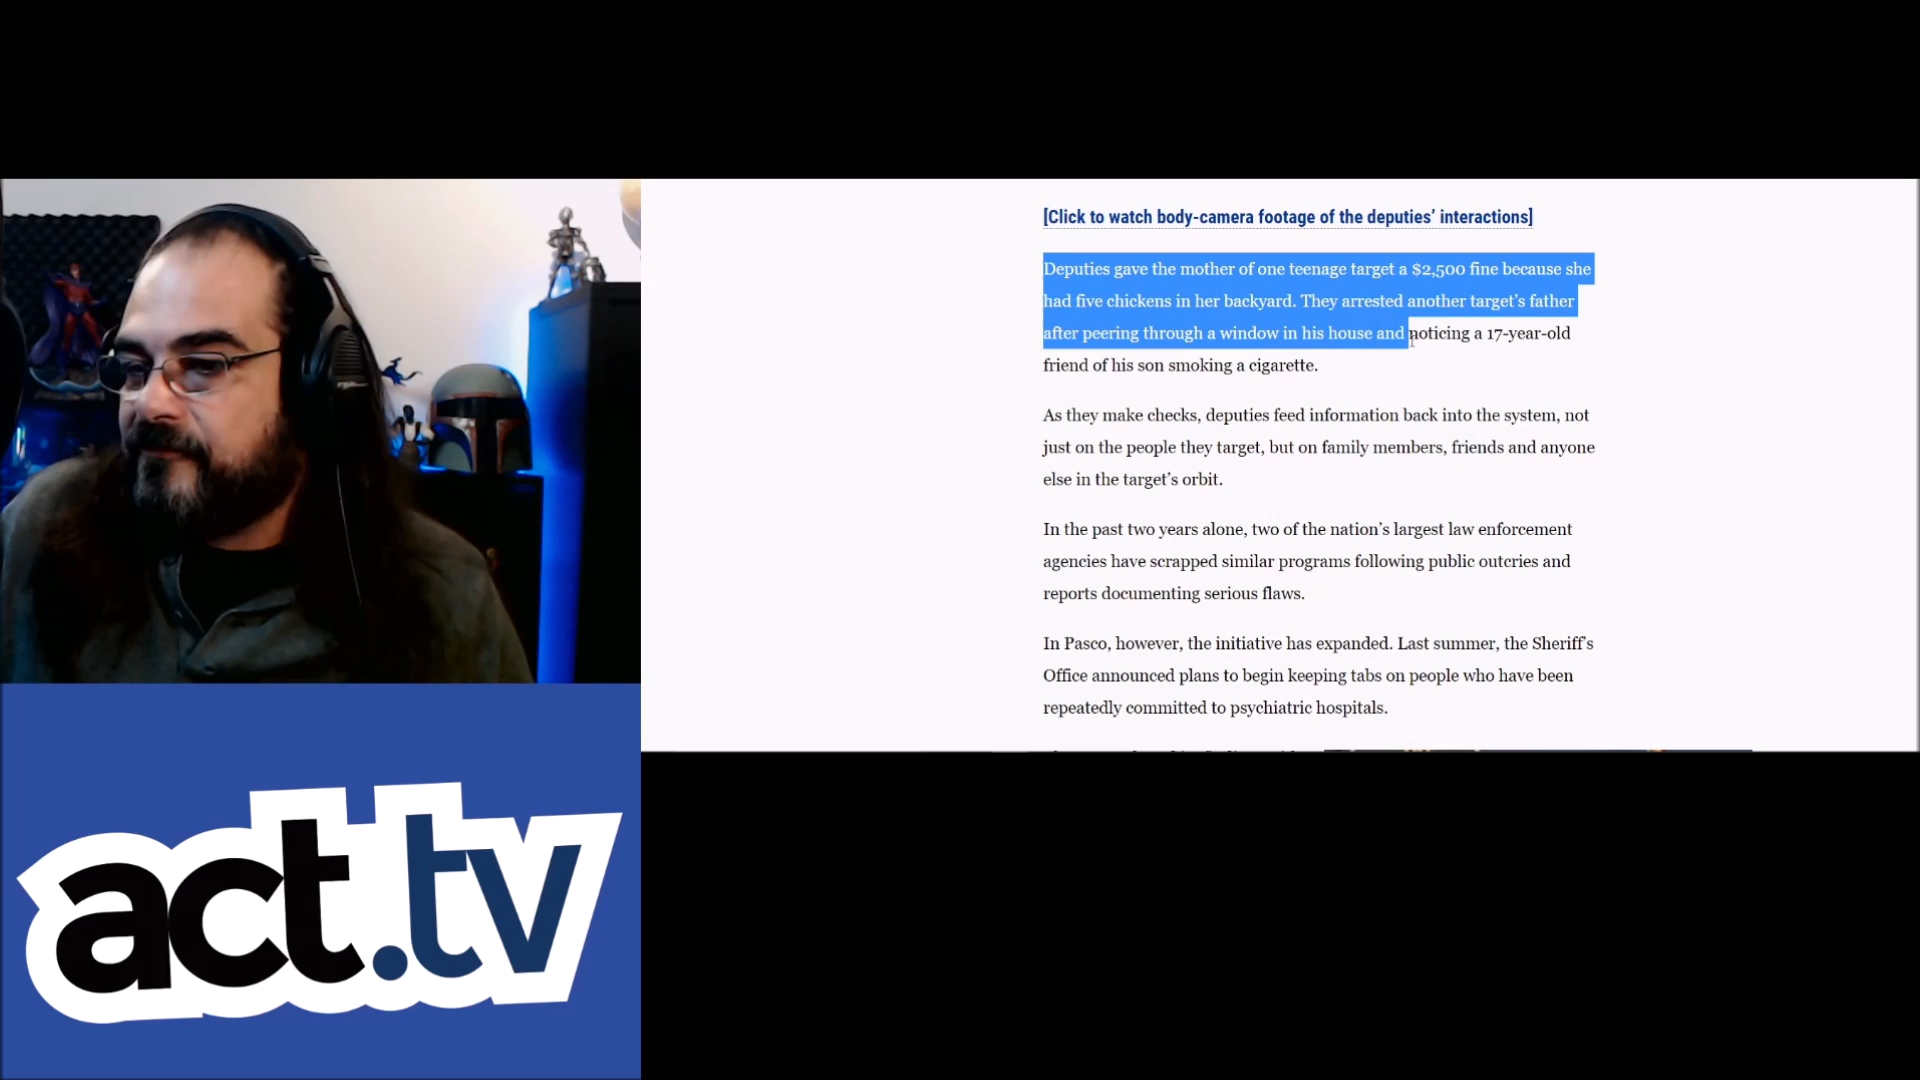 [Click to watch body-camera footage of the deputies’ interactions]
Deputies gave the mother of one teenage target a $2,500 fine because she
had five chickens in her backyard. They arrested another target’s father
after peering through a window in his house and noticing a 17-year-old
friend of his son smoking a cigarette.
As they make checks, deputies feed information back into the system, not
just on the people they target, but on family members, friends and anyone
else in the target’s orbit.
In the past two years alone, two of the nation’s largest law enforcement
agencies have scrapped similar programs following public outcries and
reports documenting serious flaws.
In Pasco, however, the initiative has expanded. Last summer, the Sheriff’s
Office announced plans to begin keeping tabs on people who have been
repeatedly committed to psychiatric hospitals.
act.tv